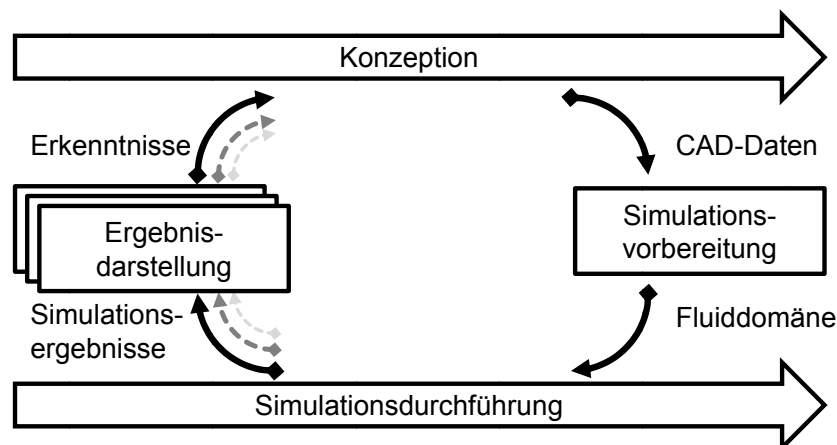 Konzeption
Erkenntnisse
CAD-Daten
Ergebnis-
darstellung
Simulations-
vorbereitung
Simulations-
ergebnisse
Fluiddomäne
Simulationsdurchführung